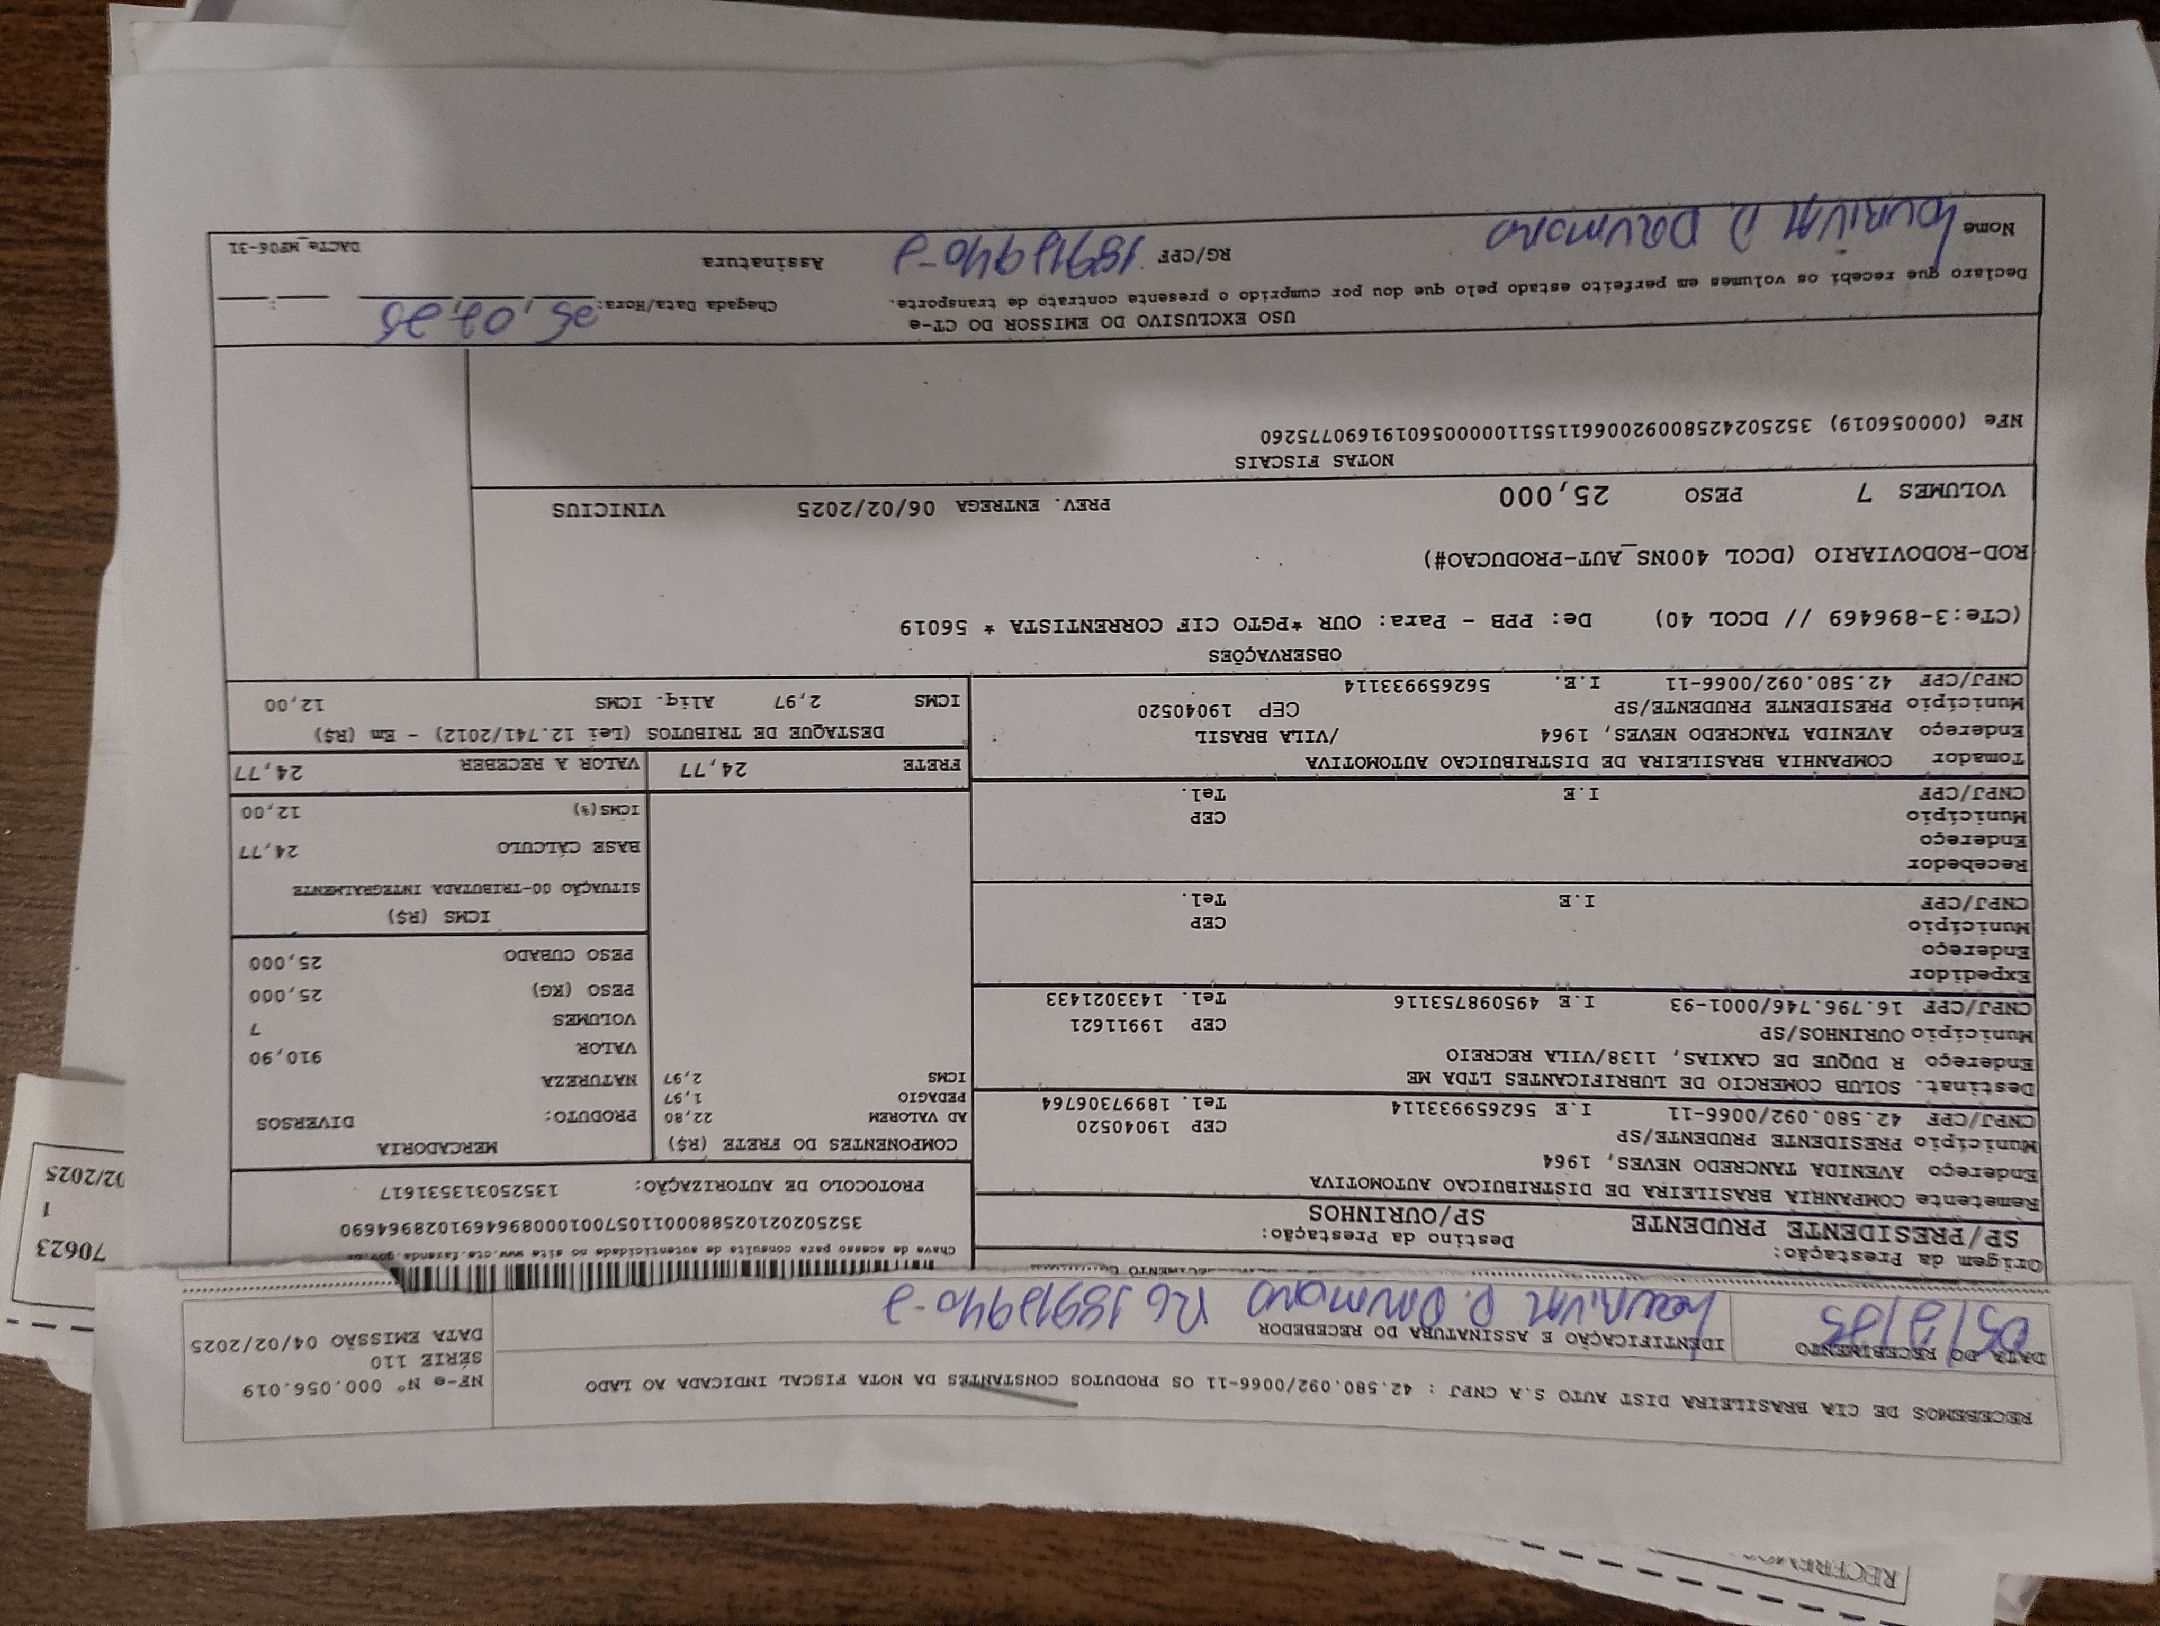 RECEBEMOS DE CIA BRASILEIRA DIST AUTO S.A CNPJ : 42.580.092/0066-11 OS PRODUTOS CONSTANTES DA NOTA FISCAL INDICADA AO LADO
NF-e Nº 000.056.019
SÉRIE 110
DATA EMISSÃO 04/02/2025
DATA DO RECEBIMENTO
05/2/25
IDENTIFICAÇÃO E ASSINATURA DO RECEBEDOR
Origem da Prestação:
SP/PRESIDENTE PRUDENTE
Destino da Prestação:
SP/OURINHOS
Chave de acesso para consulta de autenticidade no site www.cte.fazenda.gov
35250202102588000110570010008964691028964690
PROTOCOLO DE AUTORIZAÇÃO: 135250313531617
Remetente COMPANHIA BRASILEIRA DE DISTRIBUICAO AUTOMOTIVA
Endereço AVENIDA TANCREDO NEVES, 1964
Município PRESIDENTE PRUDENTE/SP CEP 19040520
CNPJ/CPF 42.580.092/0066-11 I.E 562659933114 Tel. 18997306764
Destinat. SOLUB COMERCIO DE LUBRIFICANTES LTDA ME
Endereço R DUQUE DE CAXIAS, 1138/VILA RECREIO
Município OURINHOS/SP CEP 19911621
CNPJ/CPF 16.796.746/0001-93 I.E 495098753116 Tel. 1433021433
Expedidor
Endereço
Município CEP
CNPJ/CPF I.E Tel.
Recebedor
Endereço
Município CEP
CNPJ/CPF I.E Tel.
Tomador COMPANHIA BRASILEIRA DE DISTRIBUICAO AUTOMOTIVA
Endereço AVENIDA TANCREDO NEVES, 1964 /VILA BRASIL
Município PRESIDENTE PRUDENTE/SP CEP 19040520
CNPJ/CPF 42.580.092/0066-11 I.E. 562659933114
COMPONENTES DO FRETE (R$)
AD VALOREM 22,80
PEDAGIO 1,97
ICMS 2,97
MERCADORIA
PRODUTO: DIVERSOS
NATUREZA
VALOR 910,90
VOLUMES 7
PESO (KG) 25,000
PESO CUBADO 25,000
ICMS (R$)
SITUAÇÃO 00-TRIBUTADA INTEGRALMENTE
BASE CÁLCULO 24,77
ICMS(%) 12,00
FRETE 24,77
VALOR A RECEBER 24,77
DESTAQUE DE TRIBUTOS (Lei 12.741/2012) - Em (R$)
ICMS 2,97 Aliq. ICMS 12,00
OBSERVAÇÕES
(CTe:3-896469 // DCOL 40) De: PPB - Para: OUR *PGTO CIF CORRENTISTA * 56019
ROD-RODOVIARIO (DCOL 400NS_AUT-PRODUCAO#)
VOLUMES 7 PESO 25,000 PREV. ENTREGA 06/02/2025 VINICIUS
NOTAS FISCAIS
NFe (000056019) 35250242580092006611551100000560191690775260
USO EXCLUSIVO DO EMISSOR DO CT-e
Declaro que recebi os volumes em perfeito estado pelo que dou por cumprido o presente contrato de transporte.
Chegada Data/Hora:
Nome
RG/CPF
Assinatura
DACTe_MP06-31
70623
1
02/2025